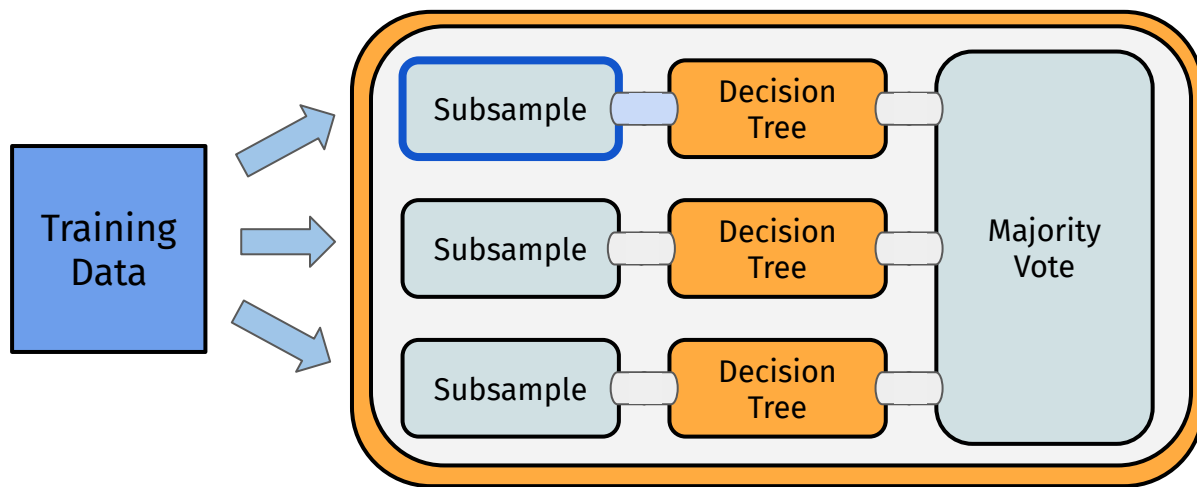 Training
Data
Subsample
Decision
Tree
Subsample
Decision
Tree
Subsample
Decision
Tree
Majority
Vote